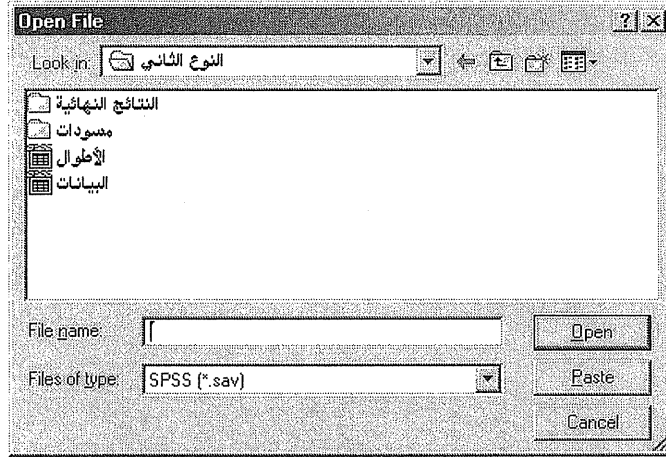 Open File
Look in: النوع الثاني
النتائج النهائية
مسودات
الأطوال
البيانات
File name:
Open
Files of type: SPSS (*.sav)
Paste
Cancel